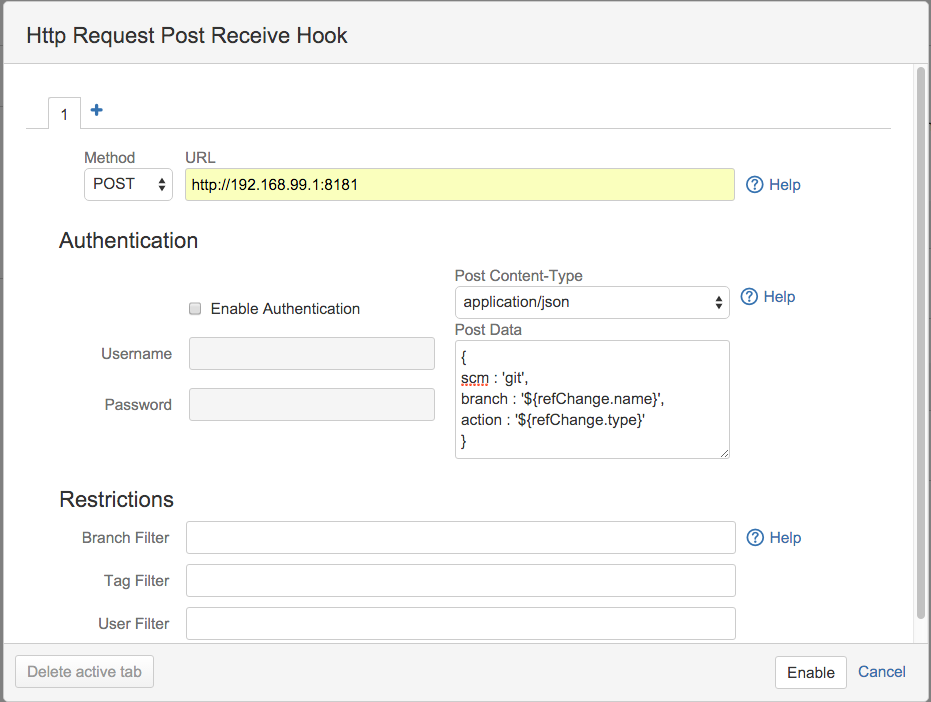 Http Request Post Receive Hook
1 +
Method URL
POST http://192.168.99.1:8181 ? Help
Authentication
Post Content-Type
Enable Authentication application/json ? Help
Post Data
Username {
scm : 'git',
Password branch : '${refChange.name}',
action : '${refChange.type}'
}
Restrictions
Branch Filter ? Help
Tag Filter
User Filter
Delete active tab Enable Cancel